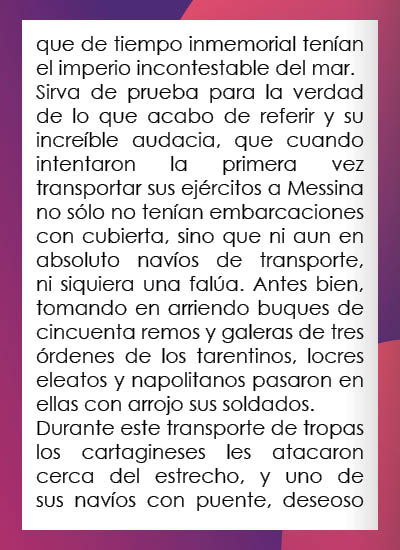 que de tiempo inmemorial tenían
el imperio incontestable del mar.
Sirva de prueba para la verdad
de lo que acabo de referir y su
increíble audacia, que cuando
intentaron la primera vez
transportar sus ejércitos a Messina
no sólo no tenían embarcaciones
con cubierta, sino que ni aun en
absoluto navíos de transporte,
ni siquiera una falúa. Antes bien,
tomando en arriendo buques de
cincuenta remos y galeras de tres
órdenes de los tarentinos, locres
eleatos y napolitanos pasaron en
ellas con arrojo sus soldados.
Durante este transporte de tropas
los cartagineses les atacaron
cerca del estrecho, y uno de
sus navíos con puente, deseoso